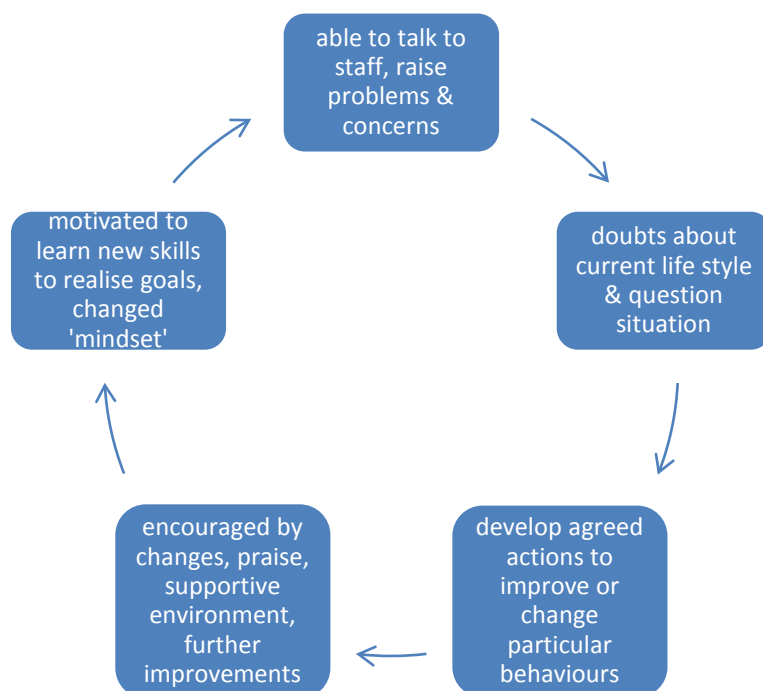 able to talk to
staff, raise
problems &
concerns
doubts about
current life style
& question
situation
develop agreed
actions to
improve or
change
particular
behaviours
encouraged by
changes, praise,
supportive
environment,
further
improvements
motivated to
learn new skills
to realise goals,
changed
'mindset'